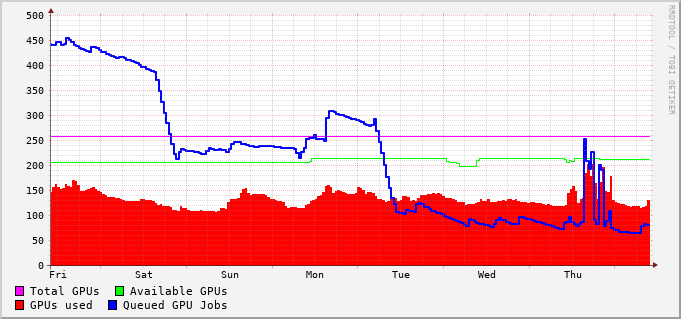 500
450
400
350
300
250
200
150
100
50
0
Fri Sat Sun Mon Tue Wed Thu
Total GPUs Available GPUs
GPUs used Queued GPU Jobs
RRDTOOL / TOBI OETIKER